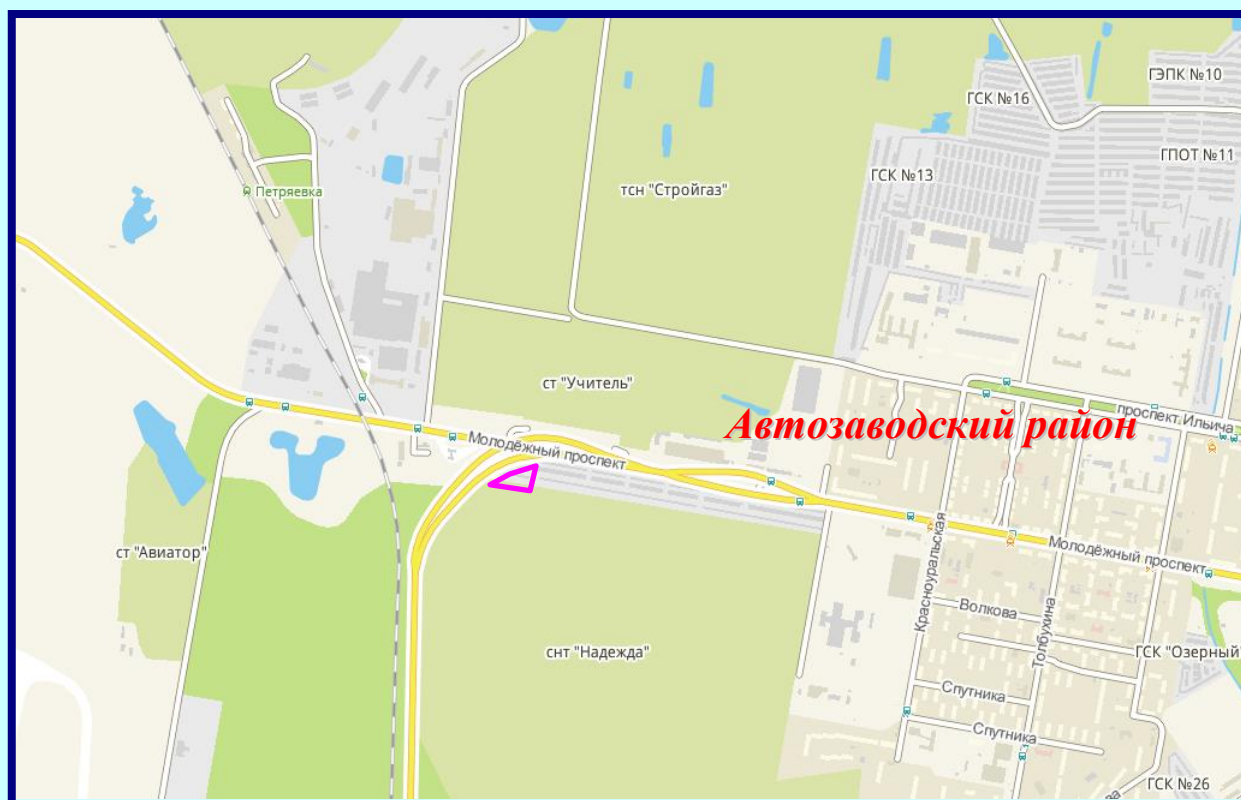 ГЭПК №10
ГСК №16
ГПОТ №11
ГСК №13
Петряевка
тсн "Стройгаз"
ст "Учитель"
проспект Ильича
Автозаводский район
Молодёжный проспект
ст "Авиатор"
Молодёжный проспект
Красноуральская
Волкова
Толбухина
снт "Надежда"
ГСК "Озерный"
Спутника
Спутника
ГСК №26